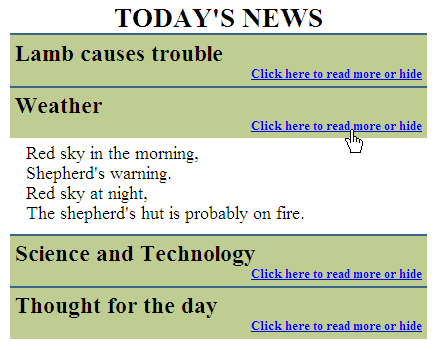 TODAY'S NEWS
Lamb causes trouble
Click here to read more or hide
Weather
Click here to read more or hide
Red sky in the morning,
Shepherd's warning.
Red sky at night,
The shepherd's hut is probably on fire.
Science and Technology
Click here to read more or hide
Thought for the day
Click here to read more or hide